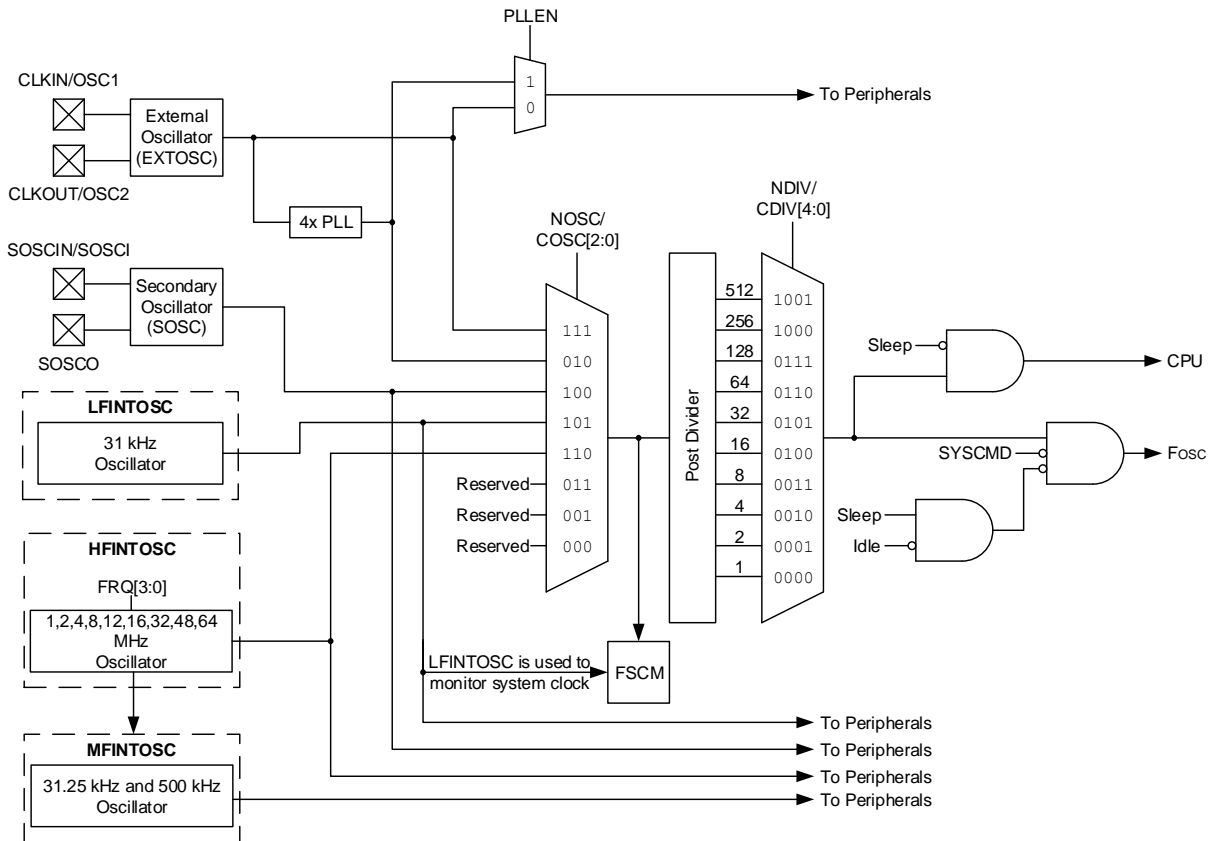 PLLEN
CLKIN/OSC1
1
0
To Peripherals
External
Oscillator
(EXTOSC)
CLKOUT/OSC2
4x PLL
NOSC/
COSC[2:0]
NDIV/
CDIV[4:0]
SOSCIN/SOSCI
Secondary
Oscillator
(SOSC)
SOSCO
111
010
100
101
110
011
001
000
Reserved
Reserved
Reserved
Post Divider
512
256
128
64
32
16
8
4
2
1
1001
1000
0111
0110
0101
0100
0011
0010
0001
0000
Sleep
CPU
SYSCMD
Fosc
Sleep
Idle
LFINTOSC
31 kHz
Oscillator
HFINTOSC
FRQ[3:0]
1,2,4,8,12,16,32,48,64
MHz
Oscillator
LFINTOSC is used to
monitor system clock
FSCM
MFINTOSC
31.25 kHz and 500 kHz
Oscillator
To Peripherals
To Peripherals
To Peripherals
To Peripherals